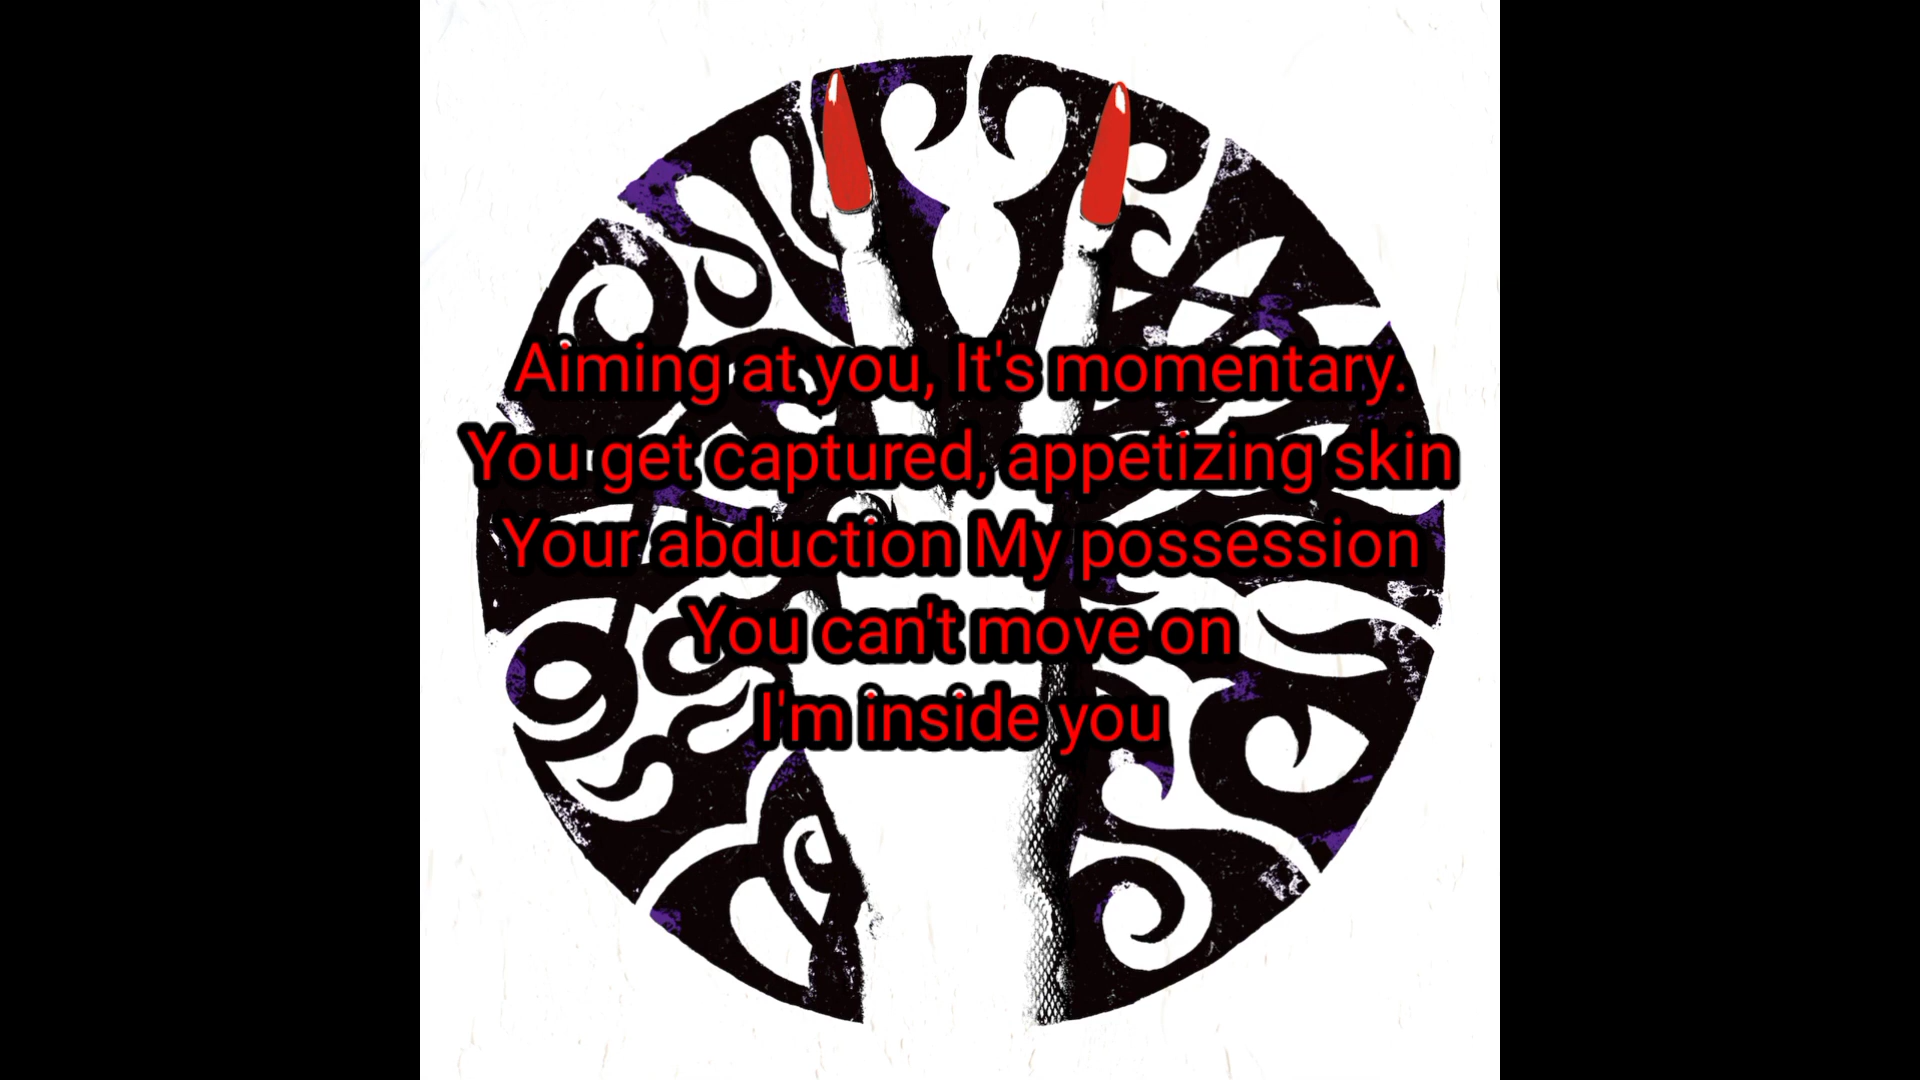 Aiming at you, It's momentary.
You get captured, appetizing skin
Your abduction My possession
You can't move on
I'm inside you